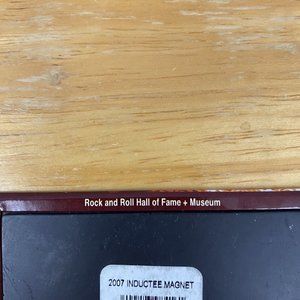 Rock and Roll Hall of Fame + Museum
2007 INDUCTEE MAGNET